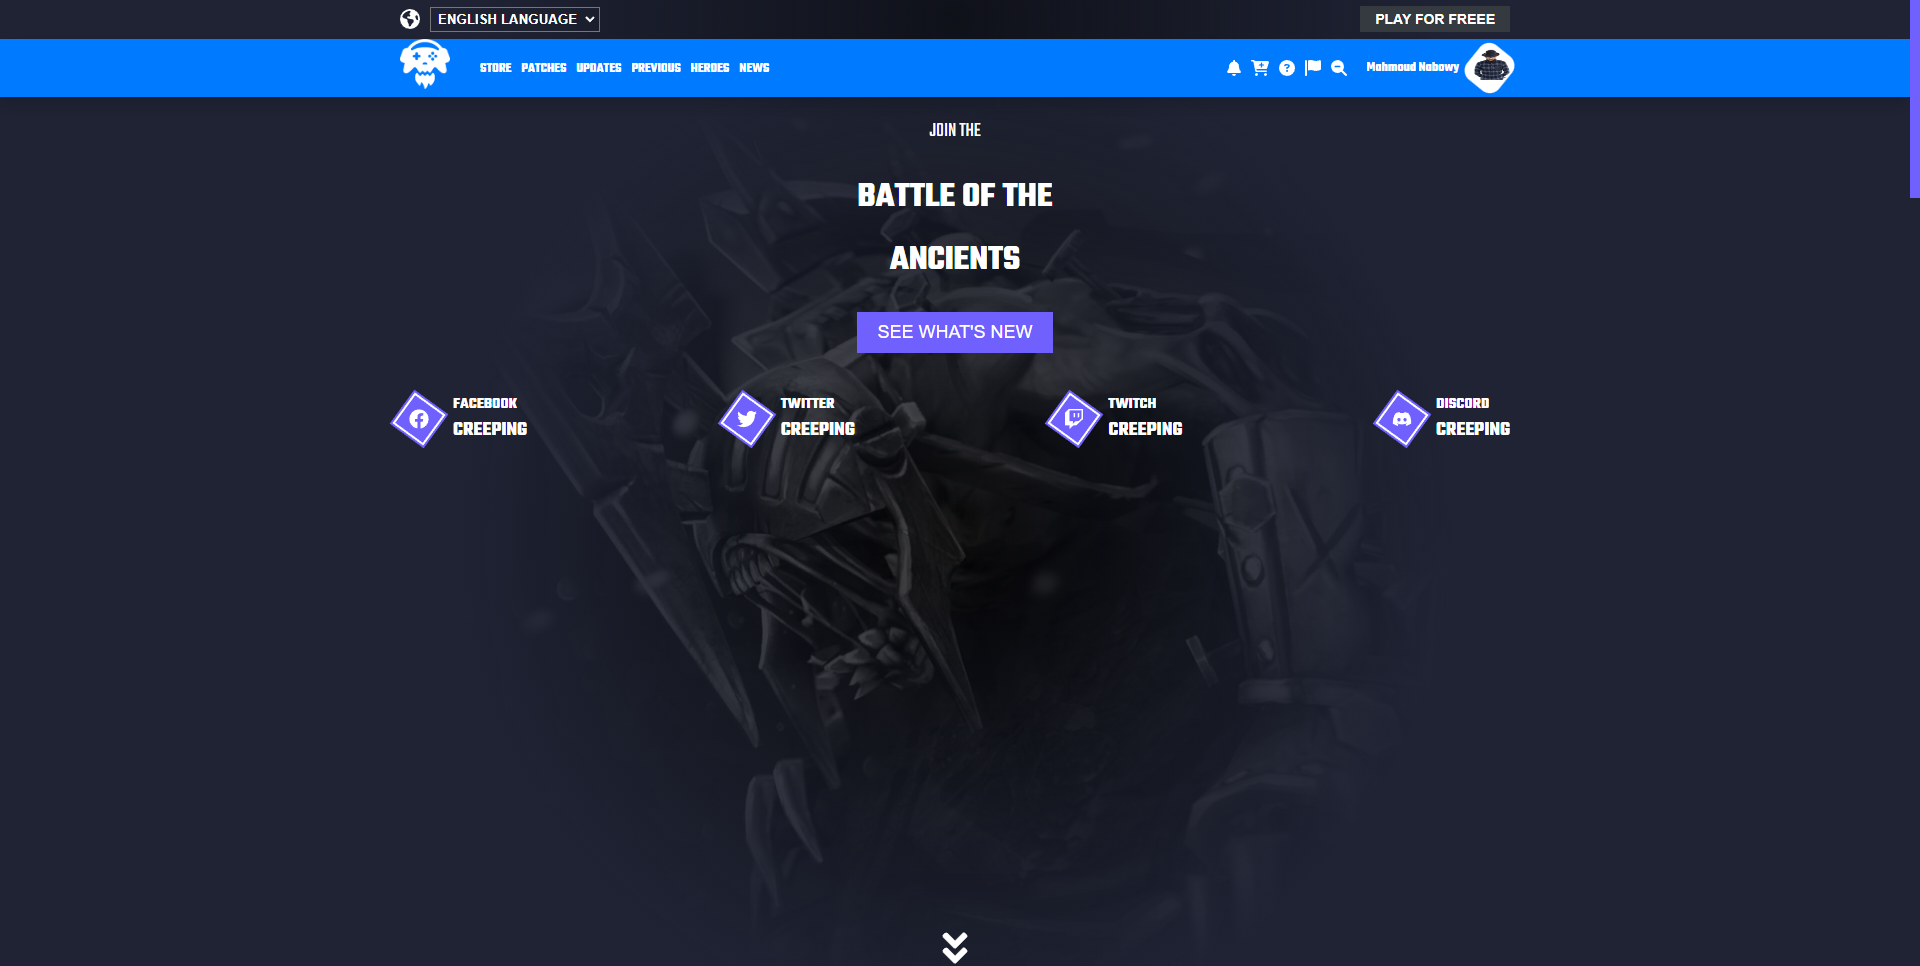 ENGLISH LANGUAGE
PLAY FOR FREEE
STORE PATCHES UPDATES PREVIOUS HEROES NEWS
Mahmoud Nabawy
JOIN THE
BATTLE OF THE
ANCIENTS
SEE WHAT'S NEW
FACEBOOK
CREEPING
TWITTER
CREEPING
TWITCH
CREEPING
DISCORD
CREEPING